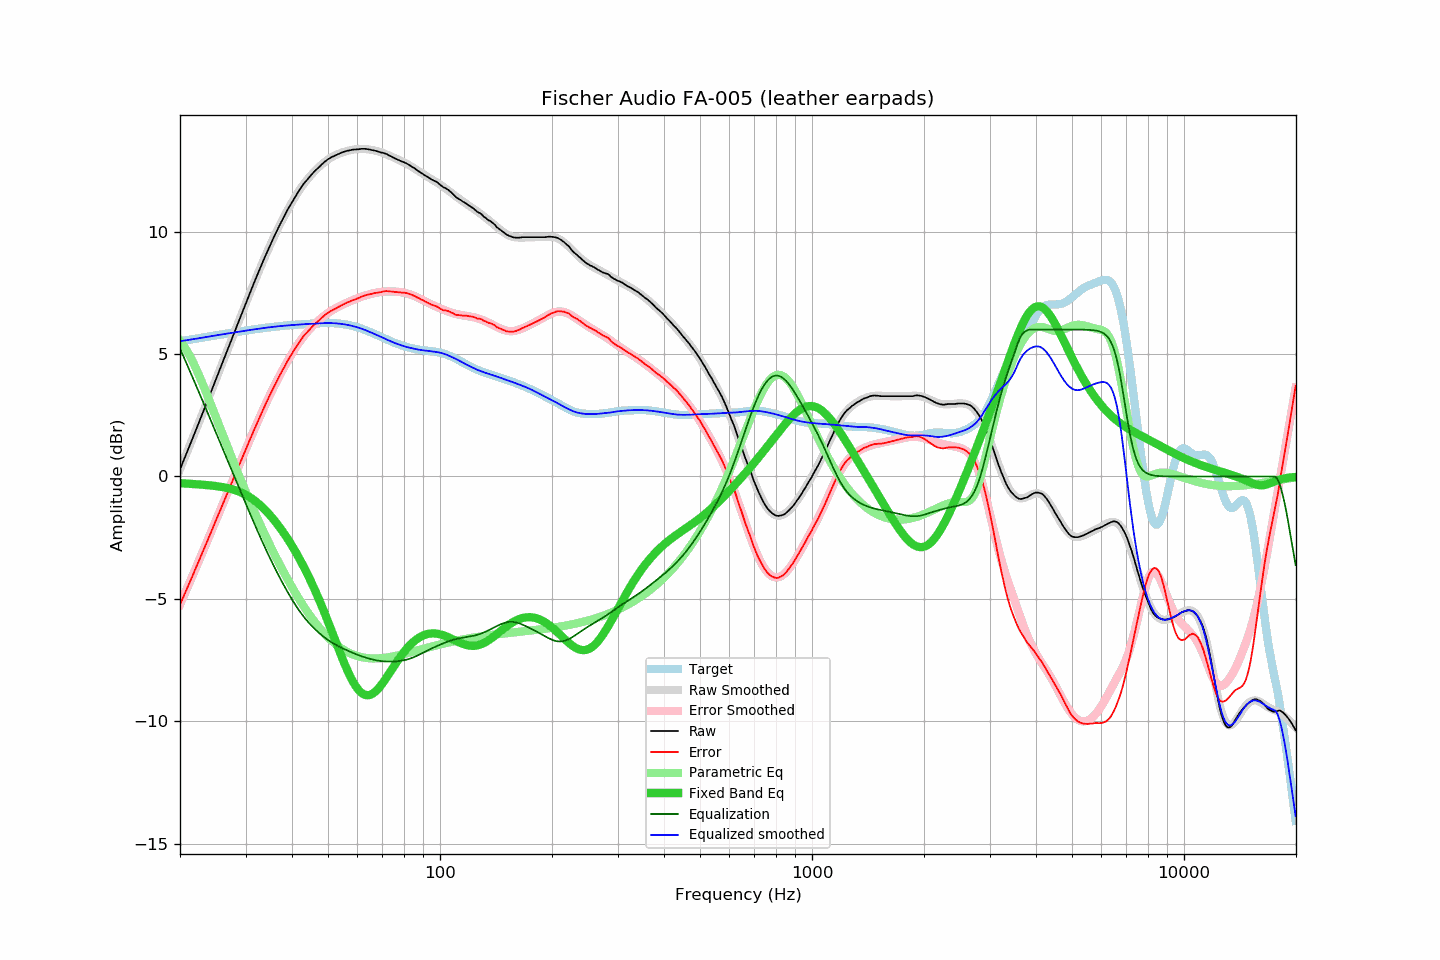 Fischer Audio FA-005 (leather earpads)
Amplitude (dBr)
10
5
0
−5
−10
−15
100
1000
10000
Frequency (Hz)
Target
Raw Smoothed
Error Smoothed
Raw
Error
Parametric Eq
Fixed Band Eq
Equalization
Equalized smoothed